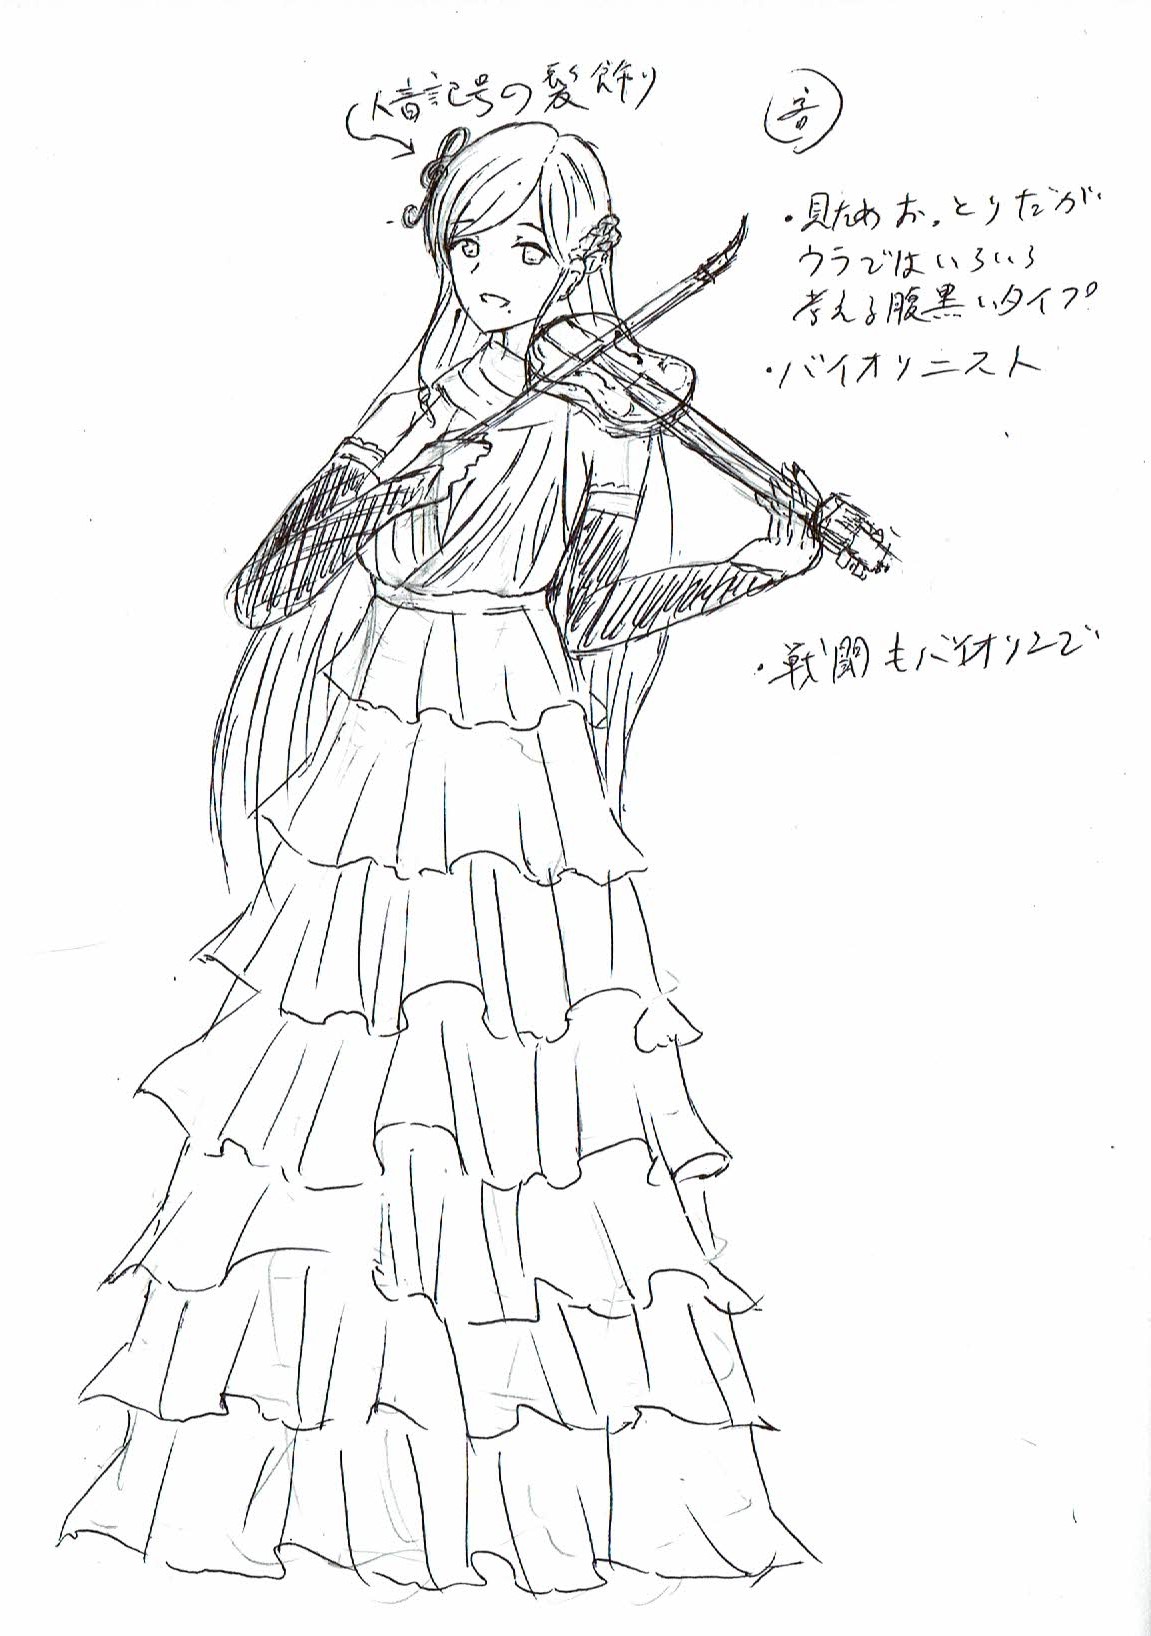 音記号の髪飾り
音
・見ためおっとりだが
ウラではいろいろ
考える腹黒いタイプ
・バイオリニスト
・戦闘もバイオリンで